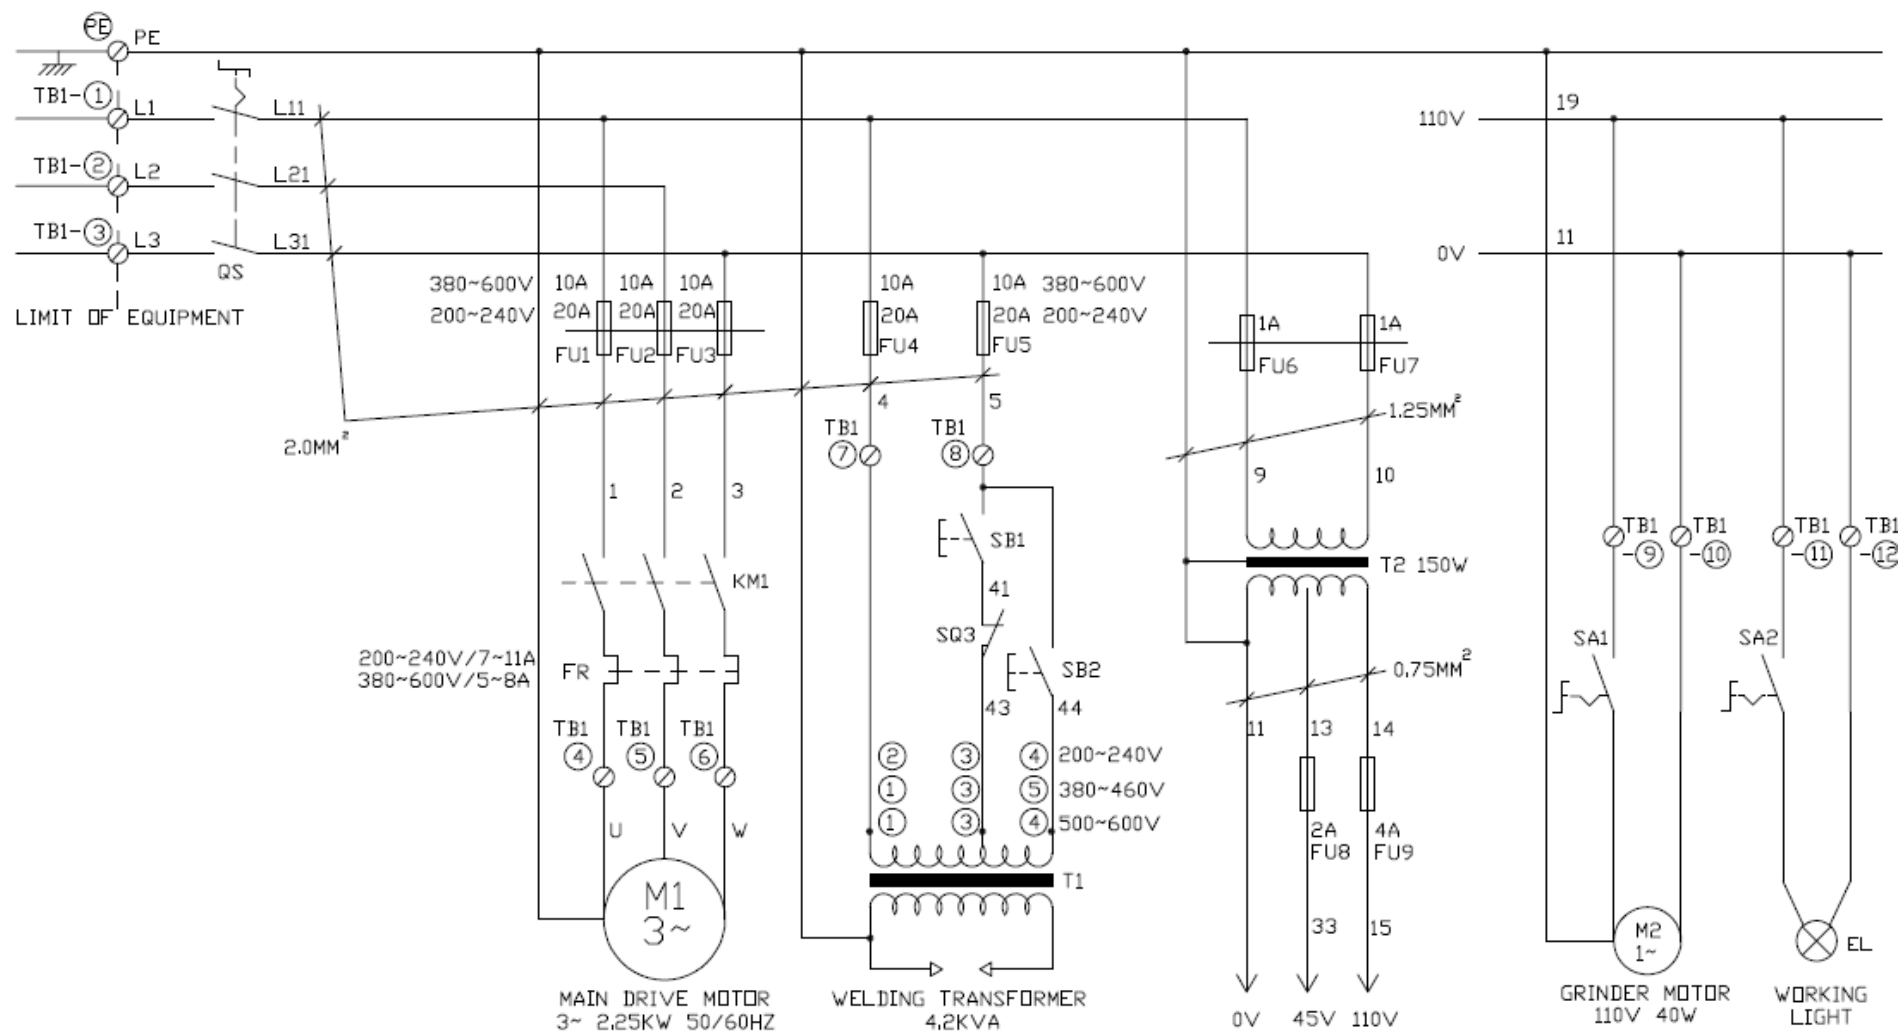 PE
PE
TB1-① L1 L11
TB1-② L2 L21
TB1-③ L3 L31
QS
LIMIT OF EQUIPMENT
110V 19
0V 11
380~600V 10A 10A 10A
200~240V 20A 20A 20A
FU1 FU2 FU3
10A 10A 380~600V
20A 20A 200~240V
FU4 FU5
1A 1A
FU6 FU7
2.0MM²
4 5
TB1 TB1
⑦ ⑧
1.25MM²
1 2 3
9 10
SB1
41
SQ3
SB2
43 44
KM1
T2 150W
TB1 TB1 TB1 TB1
-⑨ -⑩ -⑪ -⑫
200~240V/7~11A
380~600V/5~8A
FR
SA1 SA2
0.75MM²
11 13 14
TB1 TB1 TB1
④ ⑤ ⑥
② ③ ④ 200~240V
① ③ ⑤ 380~460V
① ③ ④ 500~600V
U V W
2A 4A
FU8 FU9
T1
M1
3~
33 15
M2
1~
EL
MAIN DRIVE MOTOR
3~ 2.25KW 50/60HZ
WELDING TRANSFORMER
4.2KVA
0V 45V 110V
GRINDER MOTOR
110V 40W
WORKING
LIGHT